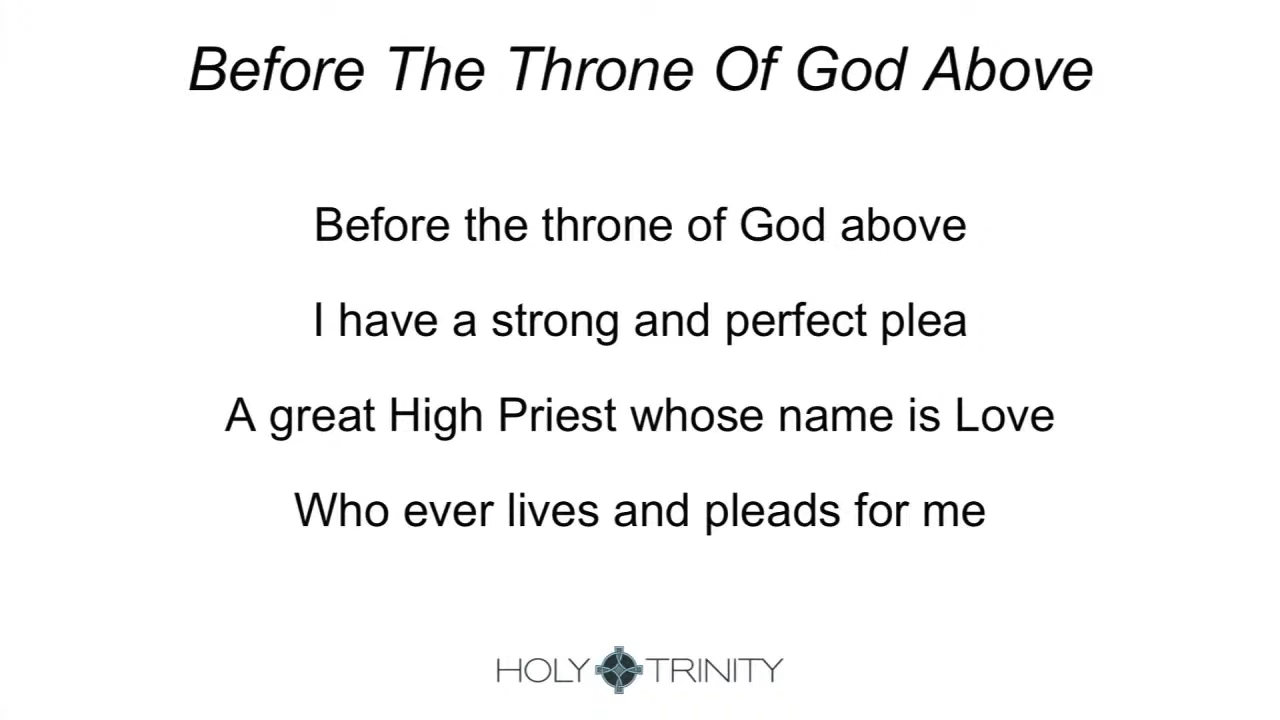 Before The Throne Of God Above
Before the throne of God above
I have a strong and perfect plea
A great High Priest whose name is Love
Who ever lives and pleads for me
HOLY TRINITY